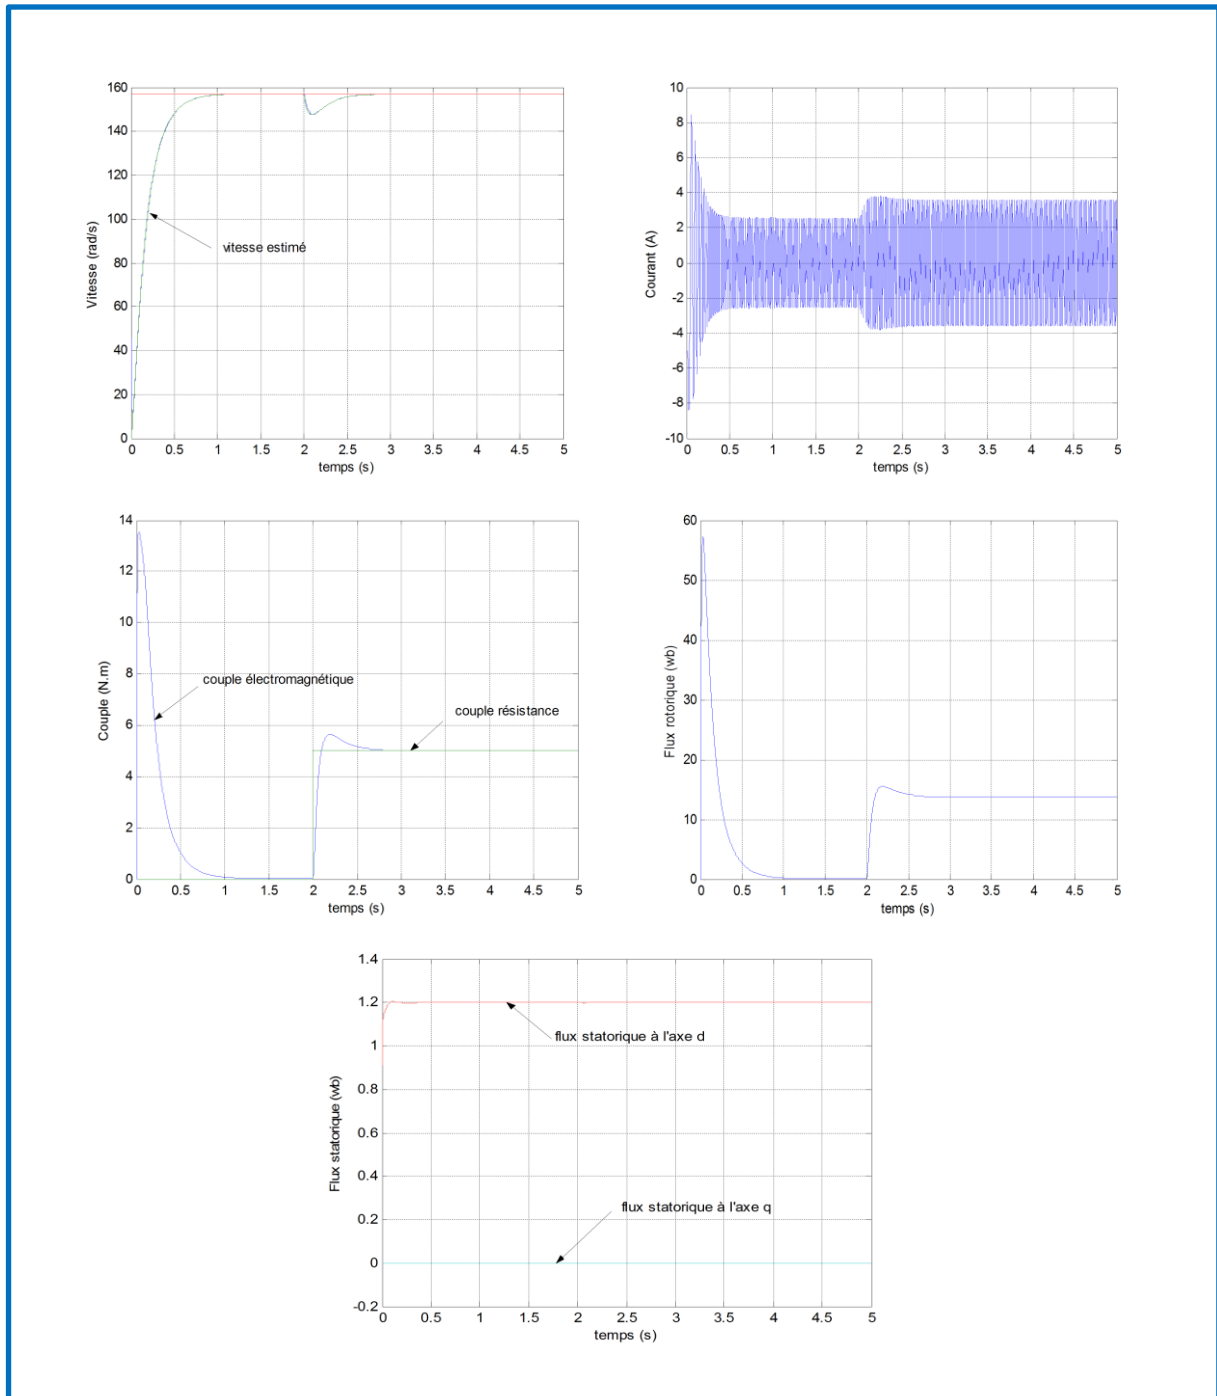 160
140
120
100
80
60
40
20
0
Vitesse (rad/s)
vitesse estimé
0 0.5 1 1.5 2 2.5 3 3.5 4 4.5 5
temps (s)
10
8
6
4
2
0
-2
-4
-6
-8
-10
Courant (A)
0 0.5 1 1.5 2 2.5 3 3.5 4 4.5 5
temps (s)
14
12
10
8
6
4
2
0
Couple (N.m)
couple électromagnétique
couple résistance
0 0.5 1 1.5 2 2.5 3 3.5 4 4.5 5
temps (s)
60
50
40
30
20
10
0
Flux rotorique (wb)
0 0.5 1 1.5 2 2.5 3 3.5 4 4.5 5
temps (s)
1.4
1.2
1
0.8
0.6
0.4
0.2
0
-0.2
Flux statorique (wb)
flux statorique à l'axe d
flux statorique à l'axe q
0 0.5 1 1.5 2 2.5 3 3.5 4 4.5 5
temps (s)